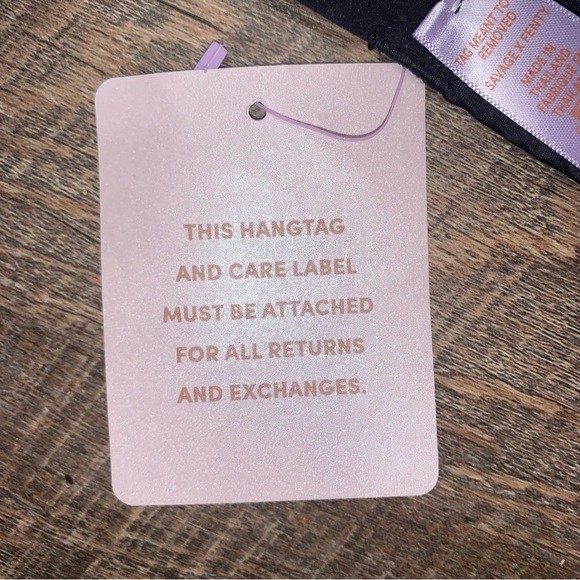 THIS HANGTAG
AND CARE LABEL
MUST BE ATTACHED
FOR ALL RETURNS
AND EXCHANGES.
ARE MEANT TO
REMOVED
SAVAGE X FENTY
MADE IN
THAILAND